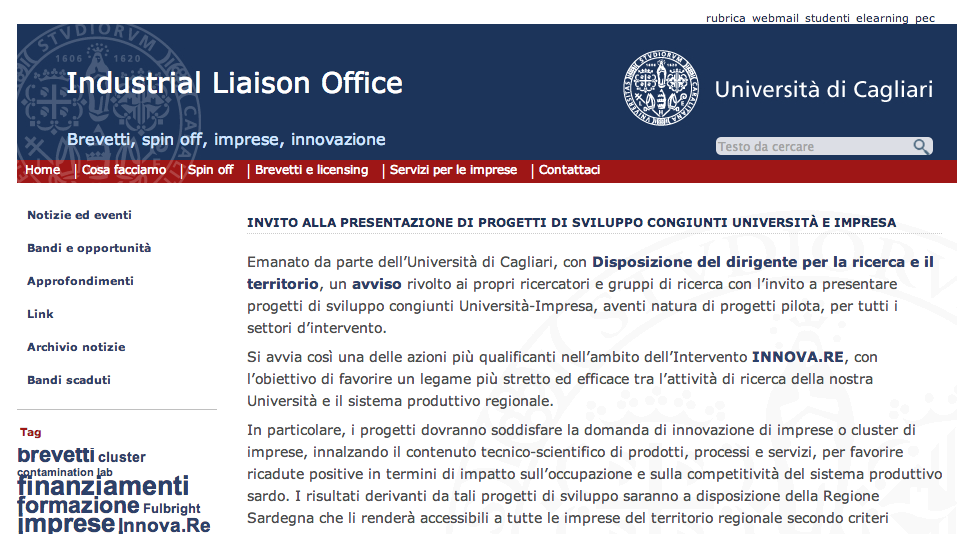 rubrica webmail studenti elearning pec
Industrial Liaison Office
Università di Cagliari
Brevetti, spin off, imprese, innovazione
Testo da cercare
Home | Cosa facciamo | Spin off | Brevetti e licensing | Servizi per le imprese | Contattaci
Notizie ed eventi
Bandi e opportunità
Approfondimenti
Link
Archivio notizie
Bandi scaduti
Tag
brevetti cluster
contamination lab
finanziamenti
formazione Fulbright
imprese Innova.Re
INVITO ALLA PRESENTAZIONE DI PROGETTI DI SVILUPPO CONGIUNTI UNIVERSITÀ E IMPRESA
Emanato da parte dell’Università di Cagliari, con Disposizione del dirigente per la ricerca e il
territorio, un avviso rivolto ai propri ricercatori e gruppi di ricerca con l’invito a presentare
progetti di sviluppo congiunti Università-Impresa, aventi natura di progetti pilota, per tutti i
settori d’intervento.
Si avvia così una delle azioni più qualificanti nell’ambito dell’Intervento INNOVA.RE, con
l’obiettivo di favorire un legame più stretto ed efficace tra l’attività di ricerca della nostra
Università e il sistema produttivo regionale.
In particolare, i progetti dovranno soddisfare la domanda di innovazione di imprese o cluster di
imprese, innalzando il contenuto tecnico-scientifico di prodotti, processi e servizi, per favorire
ricadute positive in termini di impatto sull’occupazione e sulla competitività del sistema produttivo
sardo. I risultati derivanti da tali progetti di sviluppo saranno a disposizione della Regione
Sardegna che li renderà accessibili a tutte le imprese del territorio regionale secondo criteri